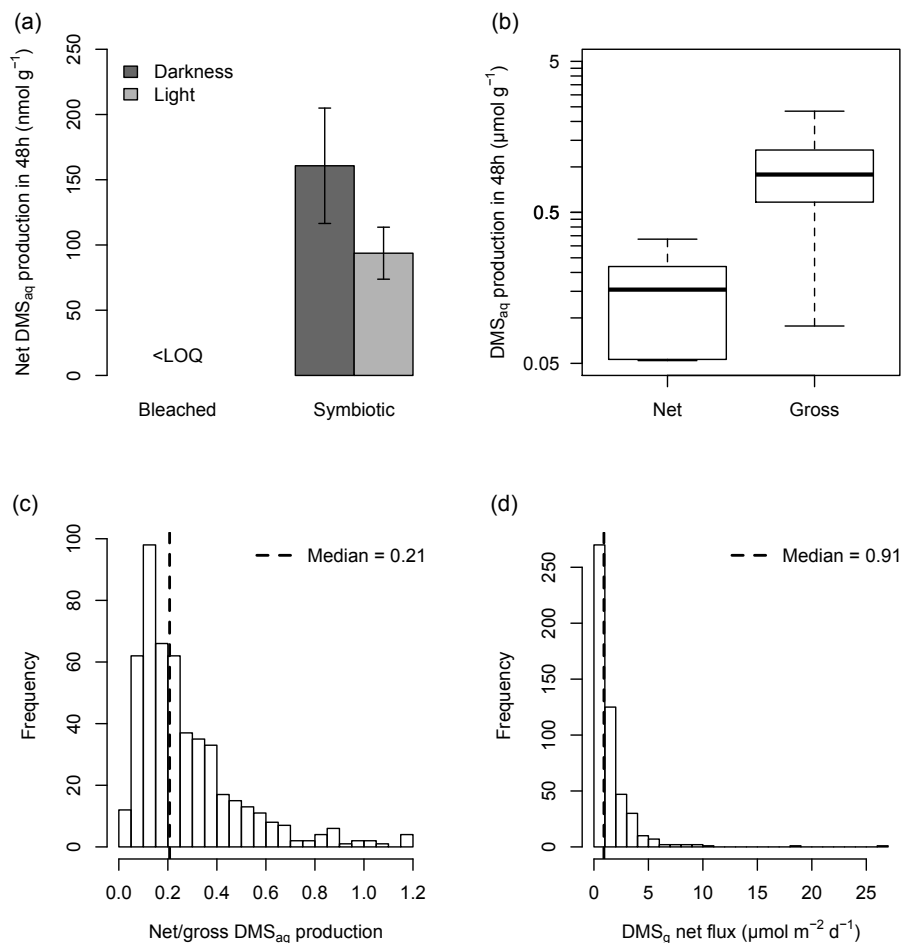 (a)
Net DMSaq production in 48h (nmol g−1)
0
50
100
150
200
250
Darkness
Light
<LOQ
Bleached
Symbiotic
(b)
DMSaq production in 48h (µmol g−1)
5
0.5
0.05
Net
Gross
(c)
Frequency
0
20
40
60
80
100
Median = 0.21
0.0
0.2
0.4
0.6
0.8
1.0
1.2
Net/gross DMSaq production
(d)
Frequency
0
50
100
150
200
250
Median = 0.91
0
5
10
15
20
25
DMSg net flux (µmol m−2 d−1)